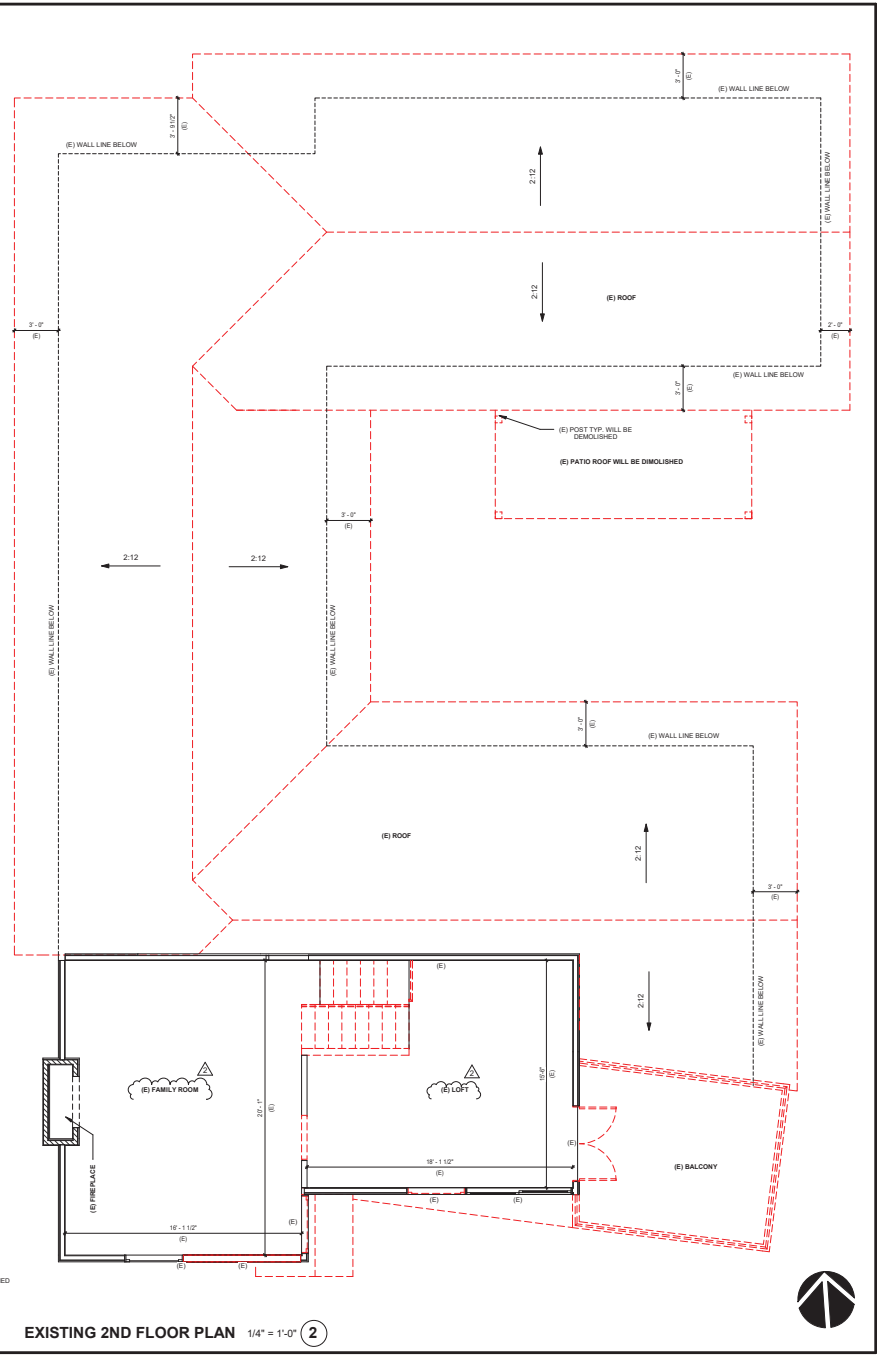 3' - 0"
(E)
(E) WALL LINE BELOW
3' - 9 1/2"
(E)
(E) WALL LINE BELOW
2:12
(E) WALL LINE BELOW
2:12
(E) ROOF
3' - 0"
(E)
2' - 0"
(E)
3' - 0"
(E)
(E) WALL LINE BELOW
(E) POST TYP. WILL BE
DEMOLISHED
(E) PATIO ROOF WILL BE DIMOLISHED
3' - 0"
(E)
2:12
2:12
(E) WALL LINE BELOW
(E) WALL LINE BELOW
3' - 0"
(E)
(E) WALL LINE BELOW
(E) ROOF
2:12
3' - 0"
(E)
2:12
(E) WALL LINE BELOW
(E)
2
(E) FAMILY ROOM
20' - 1"
(E)
2
(E) LOFT
15'-6"
(E)
(E)
(E) BALCONY
18' - 1 1/2"
(E)
(E) FIREPLACE
(E)
(E)
(E)
16' - 1 1/2"
(E)
(E)
(E)
ED
EXISTING 2ND FLOOR PLAN 1/4" = 1'-0" 2